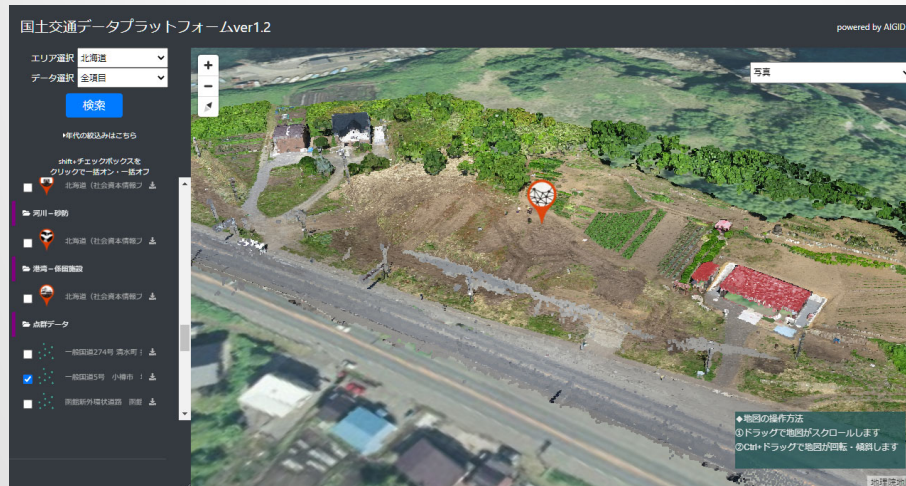 国土交通データプラットフォームver1.2
powered by AIGID
エリア選択 北海道
データ選択 全項目
検索
年代の絞込みはこちら
shift+チェックボックスを
クリックで一括オン・一括オフ
北海道（社会資本情報プ
河川－砂防
北海道（社会資本情報プ
港湾－係留施設
北海道（社会資本情報プ
点群データ
一般国道274号 清水町
一般国道5号 小樽市
函館新外環状道路 函館
写真
◆地図の操作方法
①ドラッグで地図がスクロールします
②Ctrl+ドラッグで地図が回転・傾斜します
地理院地